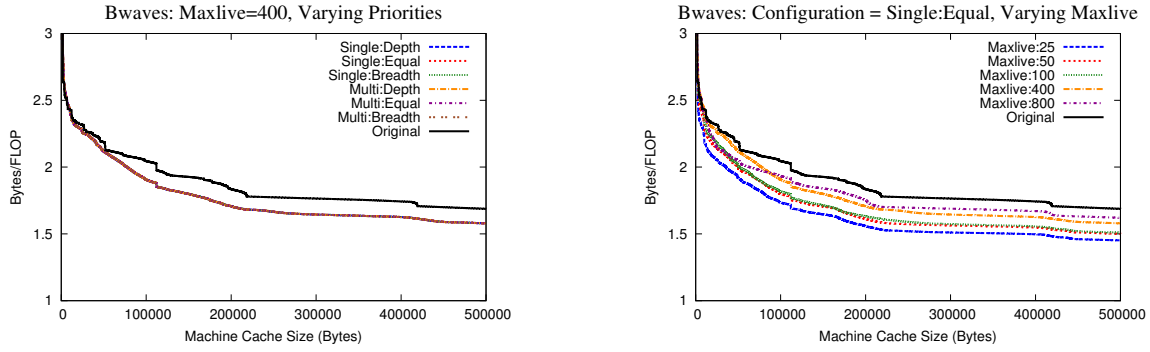 Bwaves: Maxlive=400, Varying Priorities
3
2.5
2
1.5
1
Bytes/FLOP
Single:Depth
Single:Equal
Single:Breadth
Multi:Depth
Multi:Equal
Multi:Breadth
Original
0 100000 200000 300000 400000 500000
Machine Cache Size (Bytes)
Bwaves: Configuration = Single:Equal, Varying Maxlive
3
2.5
2
1.5
1
Bytes/FLOP
Maxlive:25
Maxlive:50
Maxlive:100
Maxlive:400
Maxlive:800
Original
0 100000 200000 300000 400000 500000
Machine Cache Size (Bytes)